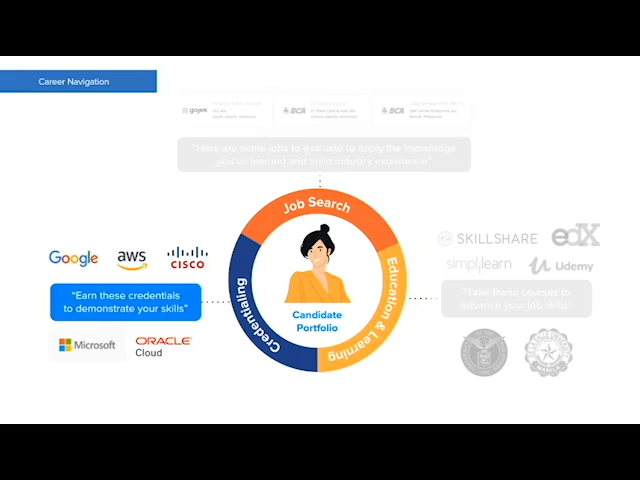 Career Navigation
gojek
BCA
BCA
"Here are some jobs to evaluate to apply the knowledge
you've learned and build industry experience"
Job Search
Google
aws
CISCO
SKILLSHARE
edX
simplilearn
Udemy
"Earn these credentials
to demonstrate your skills"
Credentialing
Candidate
Portfolio
Education & Learning
"Take these courses to
advance your job skills"
Microsoft
ORACLE
Cloud
MANILA